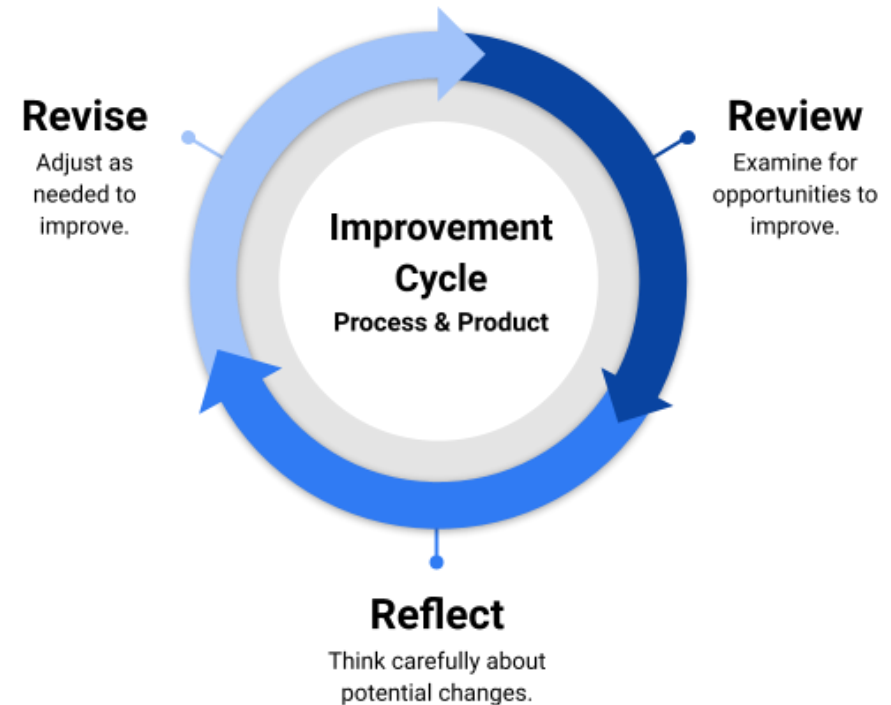 Improvement
Cycle
Process & Product
Review
Examine for
opportunities to
improve.
Reflect
Think carefully about
potential changes.
Revise
Adjust as
needed to
improve.